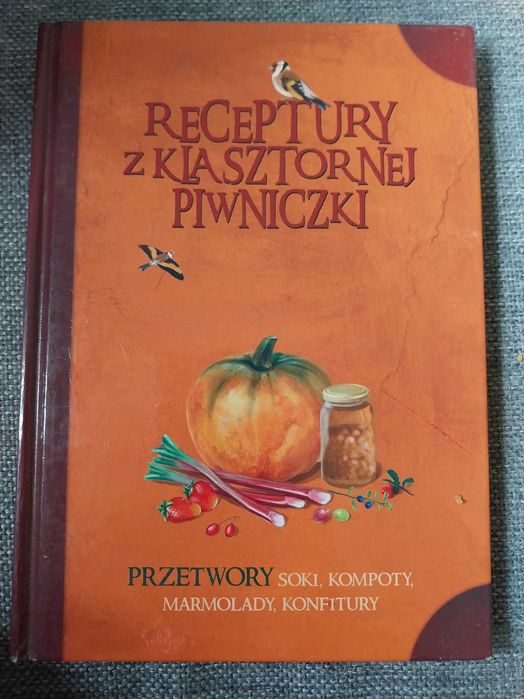 RECEPTURY
Z KLASZTORNEJ
PIWNICZKI
PRZETWORY SOKI, KOMPOTY,
MARMOLADY, KONFITURY